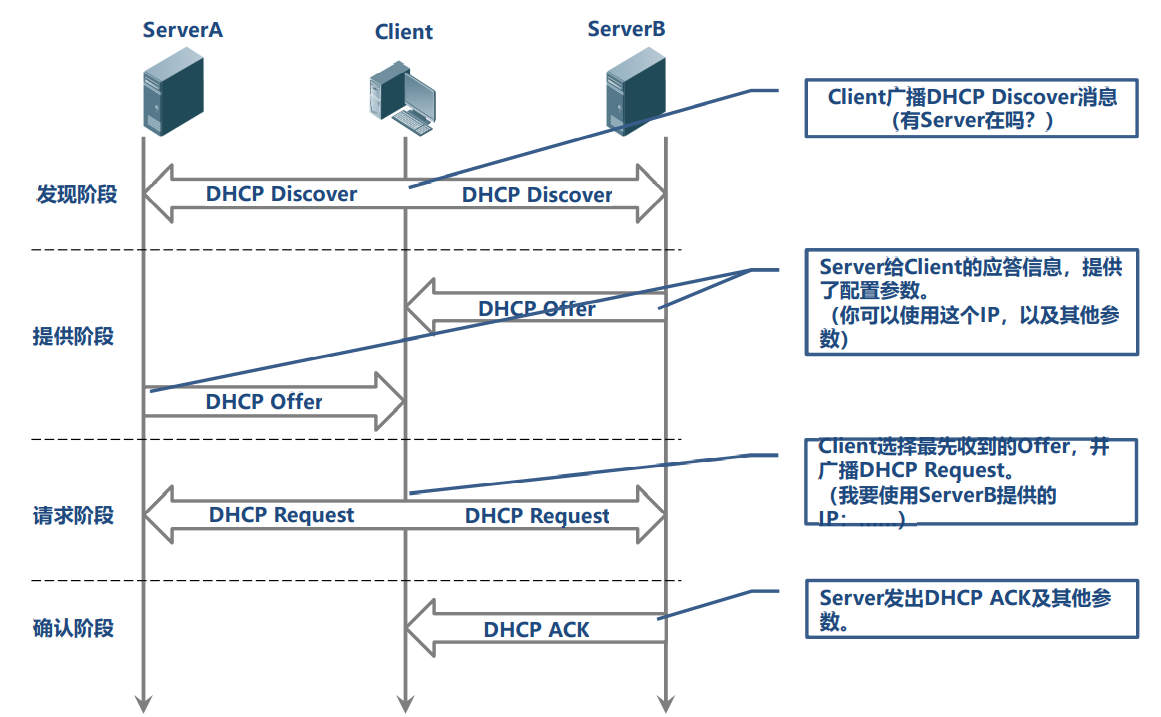 ServerA
Client
ServerB
Client广播DHCP Discover消息
（有Server在吗？）
发现阶段
DHCP Discover
DHCP Discover
Server给Client的应答信息，提供
了配置参数。
（你可以使用这个IP，以及其他参
数）
提供阶段
DHCP Offer
DHCP Offer
Client选择最先收到的Offer，并
广播DHCP Request。
（我要使用ServerB提供的
IP：……）
请求阶段
DHCP Request
DHCP Request
Server发出DHCP ACK及其他参
数。
确认阶段
DHCP ACK